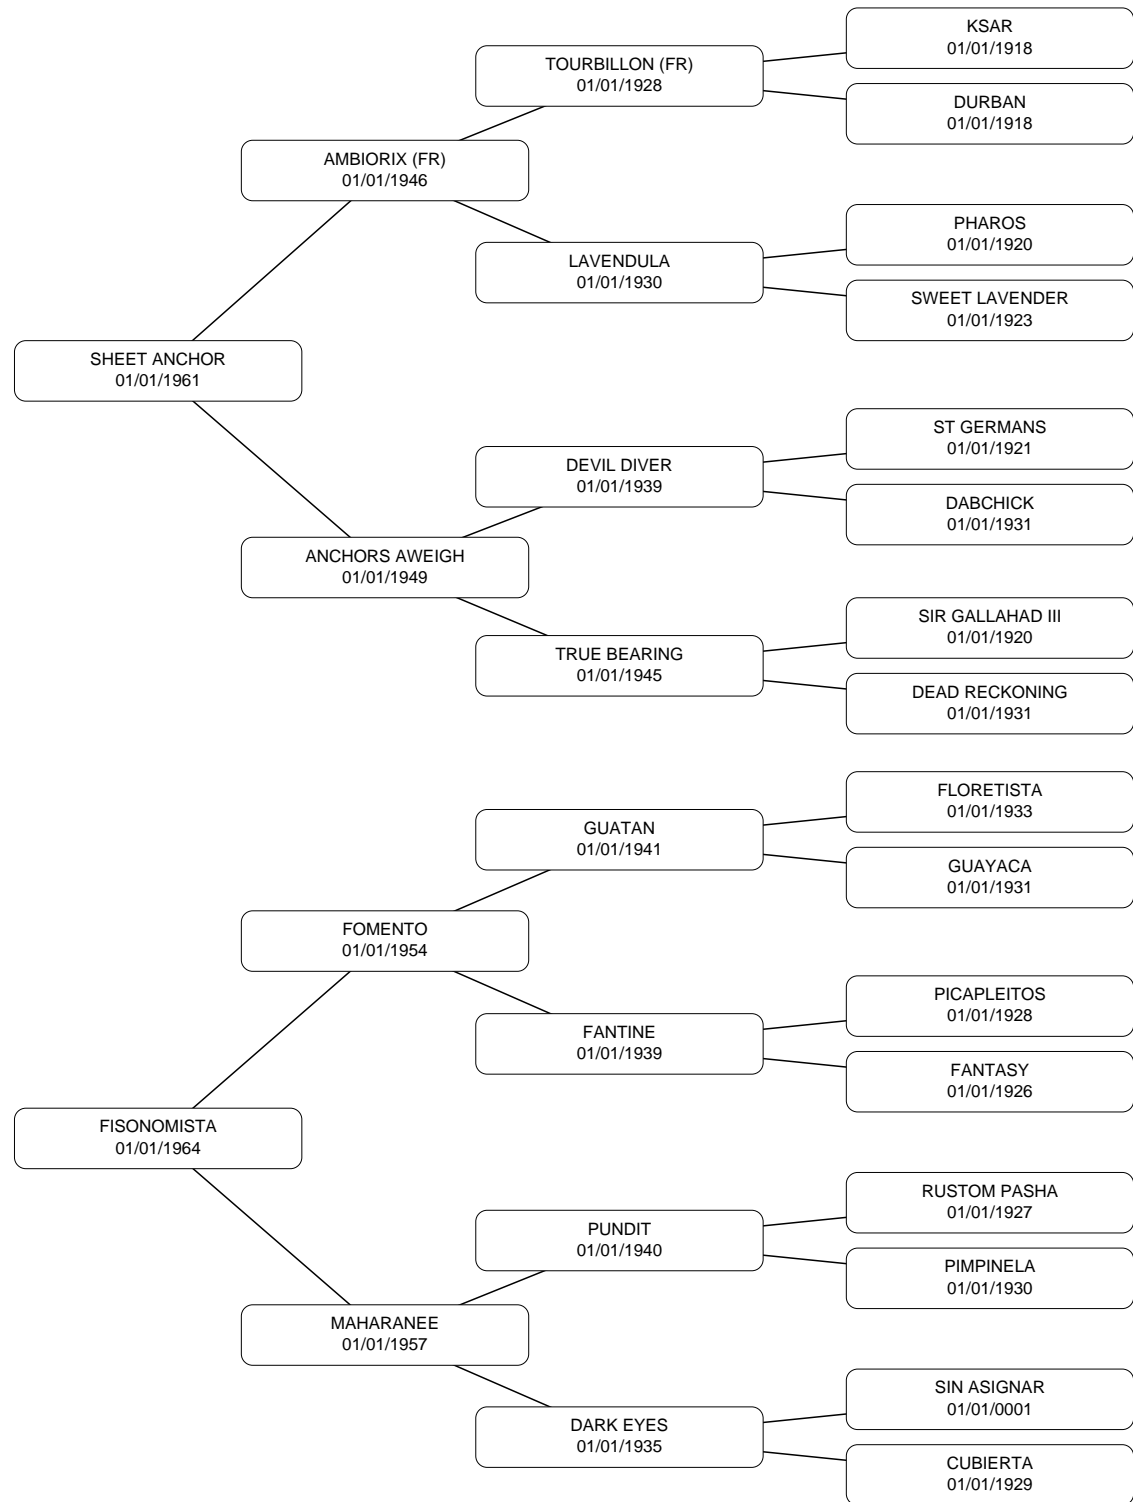 KSAR
01/01/1918
TOURBILLON (FR)
01/01/1928
DURBAN
01/01/1918
AMBIORIX (FR)
01/01/1946
PHAROS
01/01/1920
LAVENDULA
01/01/1930
SWEET LAVENDER
01/01/1923
SHEET ANCHOR
01/01/1961
ST GERMANS
01/01/1921
DEVIL DIVER
01/01/1939
DABCHICK
01/01/1931
ANCHORS AWEIGH
01/01/1949
SIR GALLAHAD III
01/01/1920
TRUE BEARING
01/01/1945
DEAD RECKONING
01/01/1931
FLORETISTA
01/01/1933
GUATAN
01/01/1941
GUAYACA
01/01/1931
FOMENTO
01/01/1954
PICAPLEITOS
01/01/1928
FANTINE
01/01/1939
FANTASY
01/01/1926
FISONOMISTA
01/01/1964
RUSTOM PASHA
01/01/1927
PUNDIT
01/01/1940
PIMPINELA
01/01/1930
MAHARANEE
01/01/1957
SIN ASIGNAR
01/01/0001
DARK EYES
01/01/1935
CUBIERTA
01/01/1929